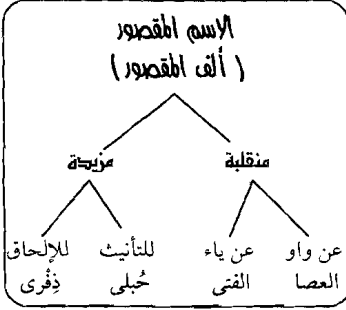 الاسم المقصور
( ألف المقصور )
منقلبة مزيدة
عن واو عن ياء للتأنيث للإلحاق
العصا الفتى حُبلى ذِفْرى